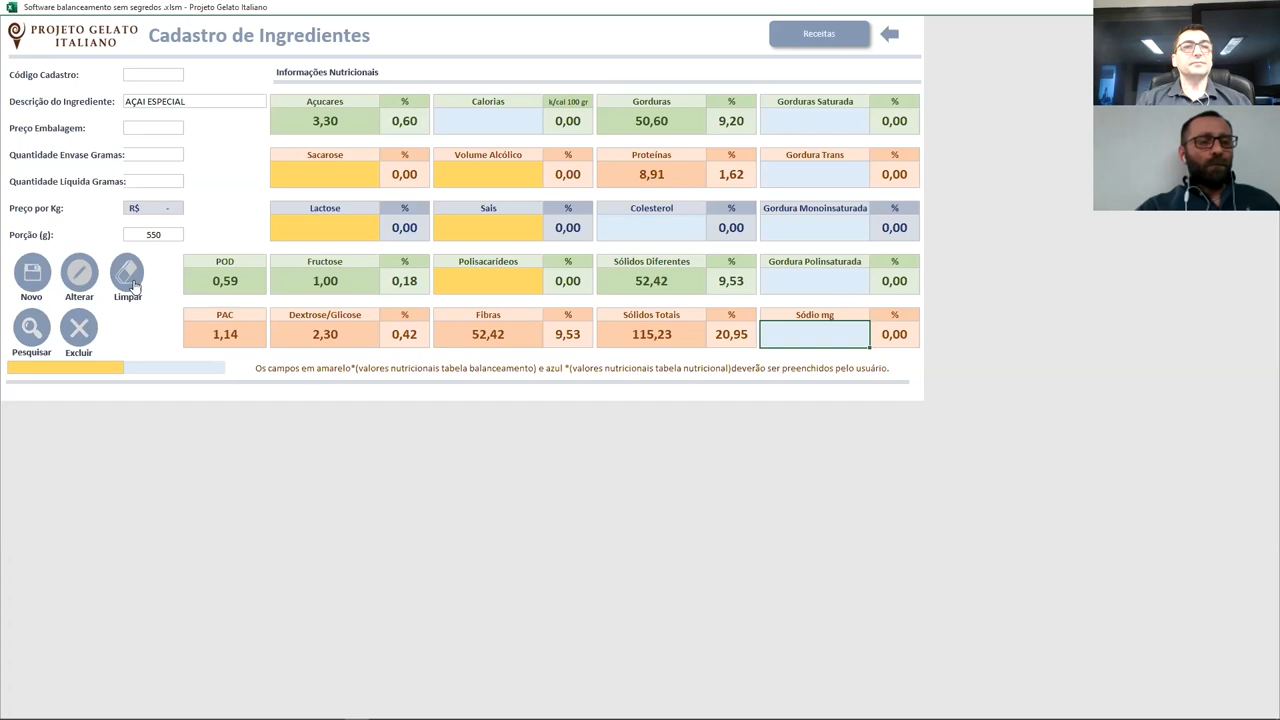 Software balanceamento sem segredos .xlsm - Projeto Gelato Italiano
PROJETO GELATO
ITALIANO
Cadastro de Ingredientes
Receitas
Código Cadastro:
Informações Nutricionais
Descrição do Ingrediente: AÇAI ESPECIAL
Preço Embalagem:
Quantidade Envase Gramas:
Quantidade Líquida Gramas:
Preço por Kg: R$ -
Porção (g): 550
Açucares % Calorias k/cal 100 gr Gorduras % Gorduras Saturada %
3,30 0,60 0,00 50,60 9,20 0,00
Sacarose % Volume Alcólico % Proteínas % Gordura Trans %
0,00 0,00 8,91 1,62 0,00
Lactose % Sais % Colesterol % Gordura Monoinsaturada %
0,00 0,00 0,00 0,00
POD Fructose % Polisacarídeos % Sólidos Diferentes % Gordura Polinsaturada %
0,59 1,00 0,18 0,00 52,42 9,53 0,00
Novo Alterar Limpar
PAC Dextrose/Glicose % Fibras % Sólidos Totais % Sódio mg %
1,14 2,30 0,42 52,42 9,53 115,23 20,95 0,00
Pesquisar Excluir
Os campos em amarelo*(valores nutricionais tabela balanceamento) e azul *(valores nutricionais tabela nutricional)deverão ser preenchidos pelo usuário.